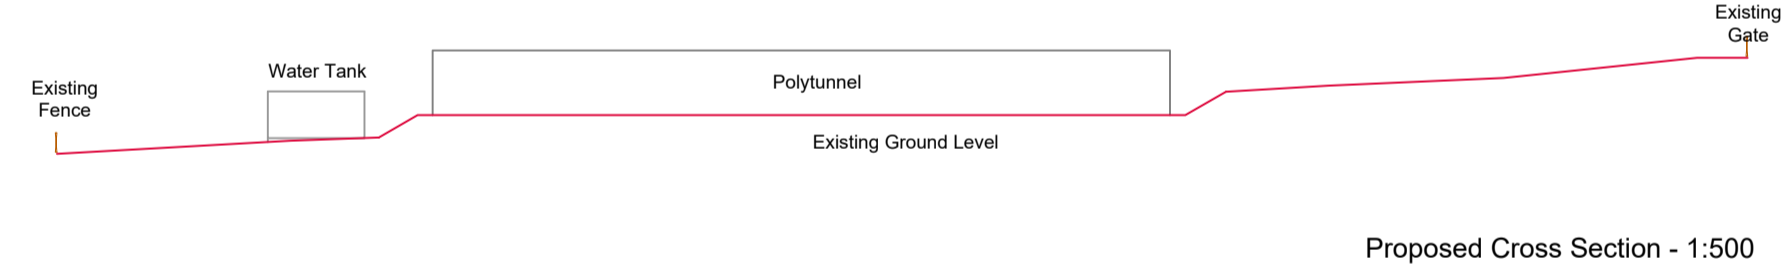 Existing
Gate
Water Tank
Existing
Fence
Polytunnel
Existing Ground Level
Proposed Cross Section - 1:500